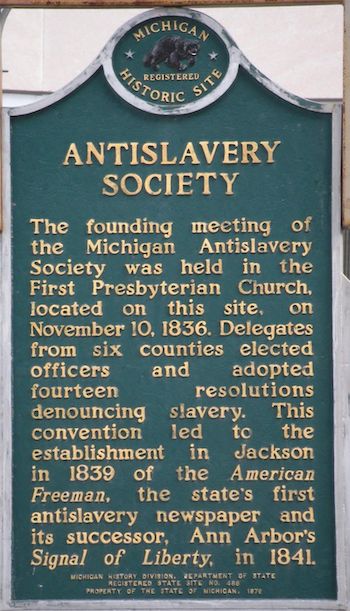 MICHIGAN
REGISTERED
HISTORIC SITE
ANTISLAVERY
SOCIETY
The founding meeting of
the Michigan Antislavery
Society was held in the
First Presbyterian Church,
located on this site, on
November 10, 1836. Delegates
from six counties elected
officers and adopted
fourteen resolutions
denouncing slavery. This
convention led to the
establishment in Jackson
in 1839 of the American
Freeman, the state's first
antislavery newspaper and
its successor, Ann Arbor's
Signal of Liberty, in 1841.
MICHIGAN HISTORY DIVISION, DEPARTMENT OF STATE
REGISTERED STATE SITE NO. 486
PROPERTY OF THE STATE OF MICHIGAN,